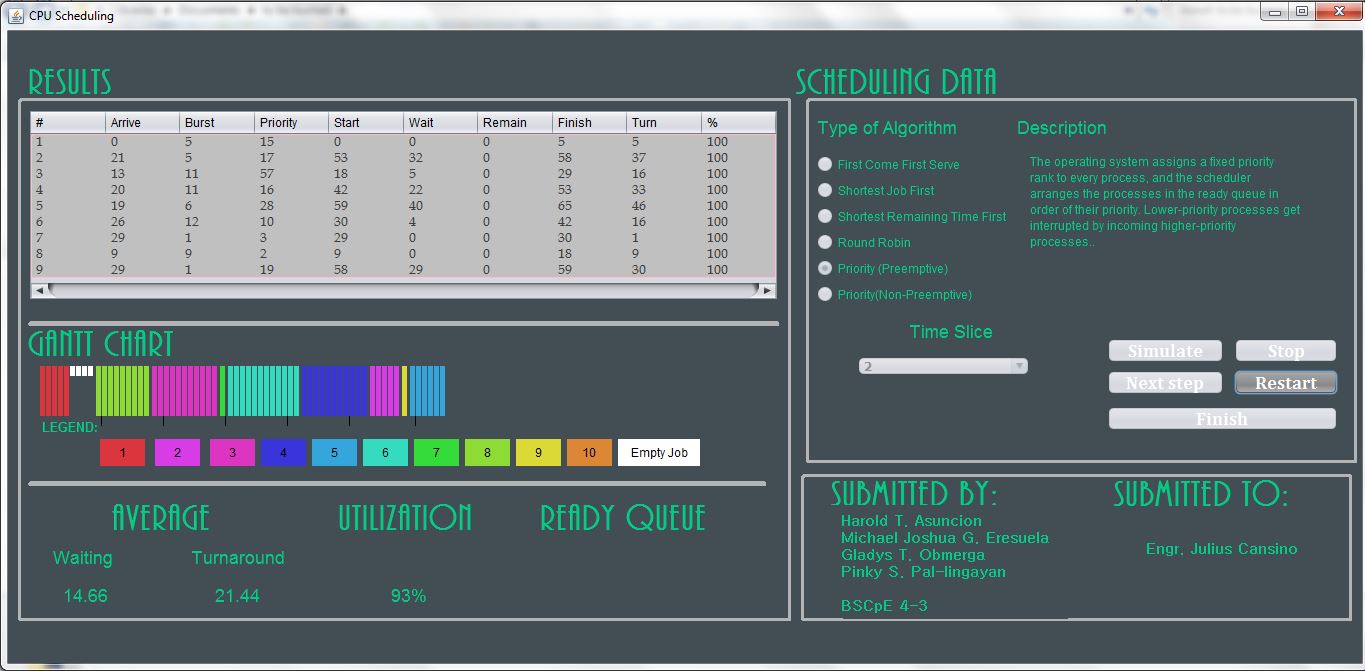 CPU Scheduling
RESULTS
# Arrive Burst Priority Start Wait Remain Finish Turn %
1 0 5 15 0 0 0 5 5 100
2 21 5 17 53 32 0 58 37 100
3 13 11 57 18 5 0 29 16 100
4 20 11 16 42 22 0 53 33 100
5 19 6 28 59 40 0 65 46 100
6 26 12 10 30 4 0 42 16 100
7 29 1 3 29 0 0 30 1 100
8 9 9 2 9 0 0 18 9 100
9 29 1 19 58 29 0 59 30 100
GANTT CHART
LEGEND:
1 2 3 4 5 6 7 8 9 10 Empty Job
AVERAGE UTILIZATION READY QUEUE
Waiting Turnaround
14.66 21.44 93%
SCHEDULING DATA
Type of Algorithm
First Come First Serve
Shortest Job First
Shortest Remaining Time First
Round Robin
Priority (Preemptive)
Priority(Non-Preemptive)
Description
The operating system assigns a fixed priority
rank to every process, and the scheduler
arranges the processes in the ready queue in
order of their priority. Lower-priority processes get
interrupted by incoming higher-priority
processes..
Time Slice
2
Simulate Stop
Next step Restart
Finish
SUBMITTED BY:
Harold T. Asuncion
Michael Joshua G. Eresuela
Gladys T. Obmerga
Pinky S. Pal-lingayan
BSCpE 4-3
SUBMITTED TO:
Engr. Julius Cansino